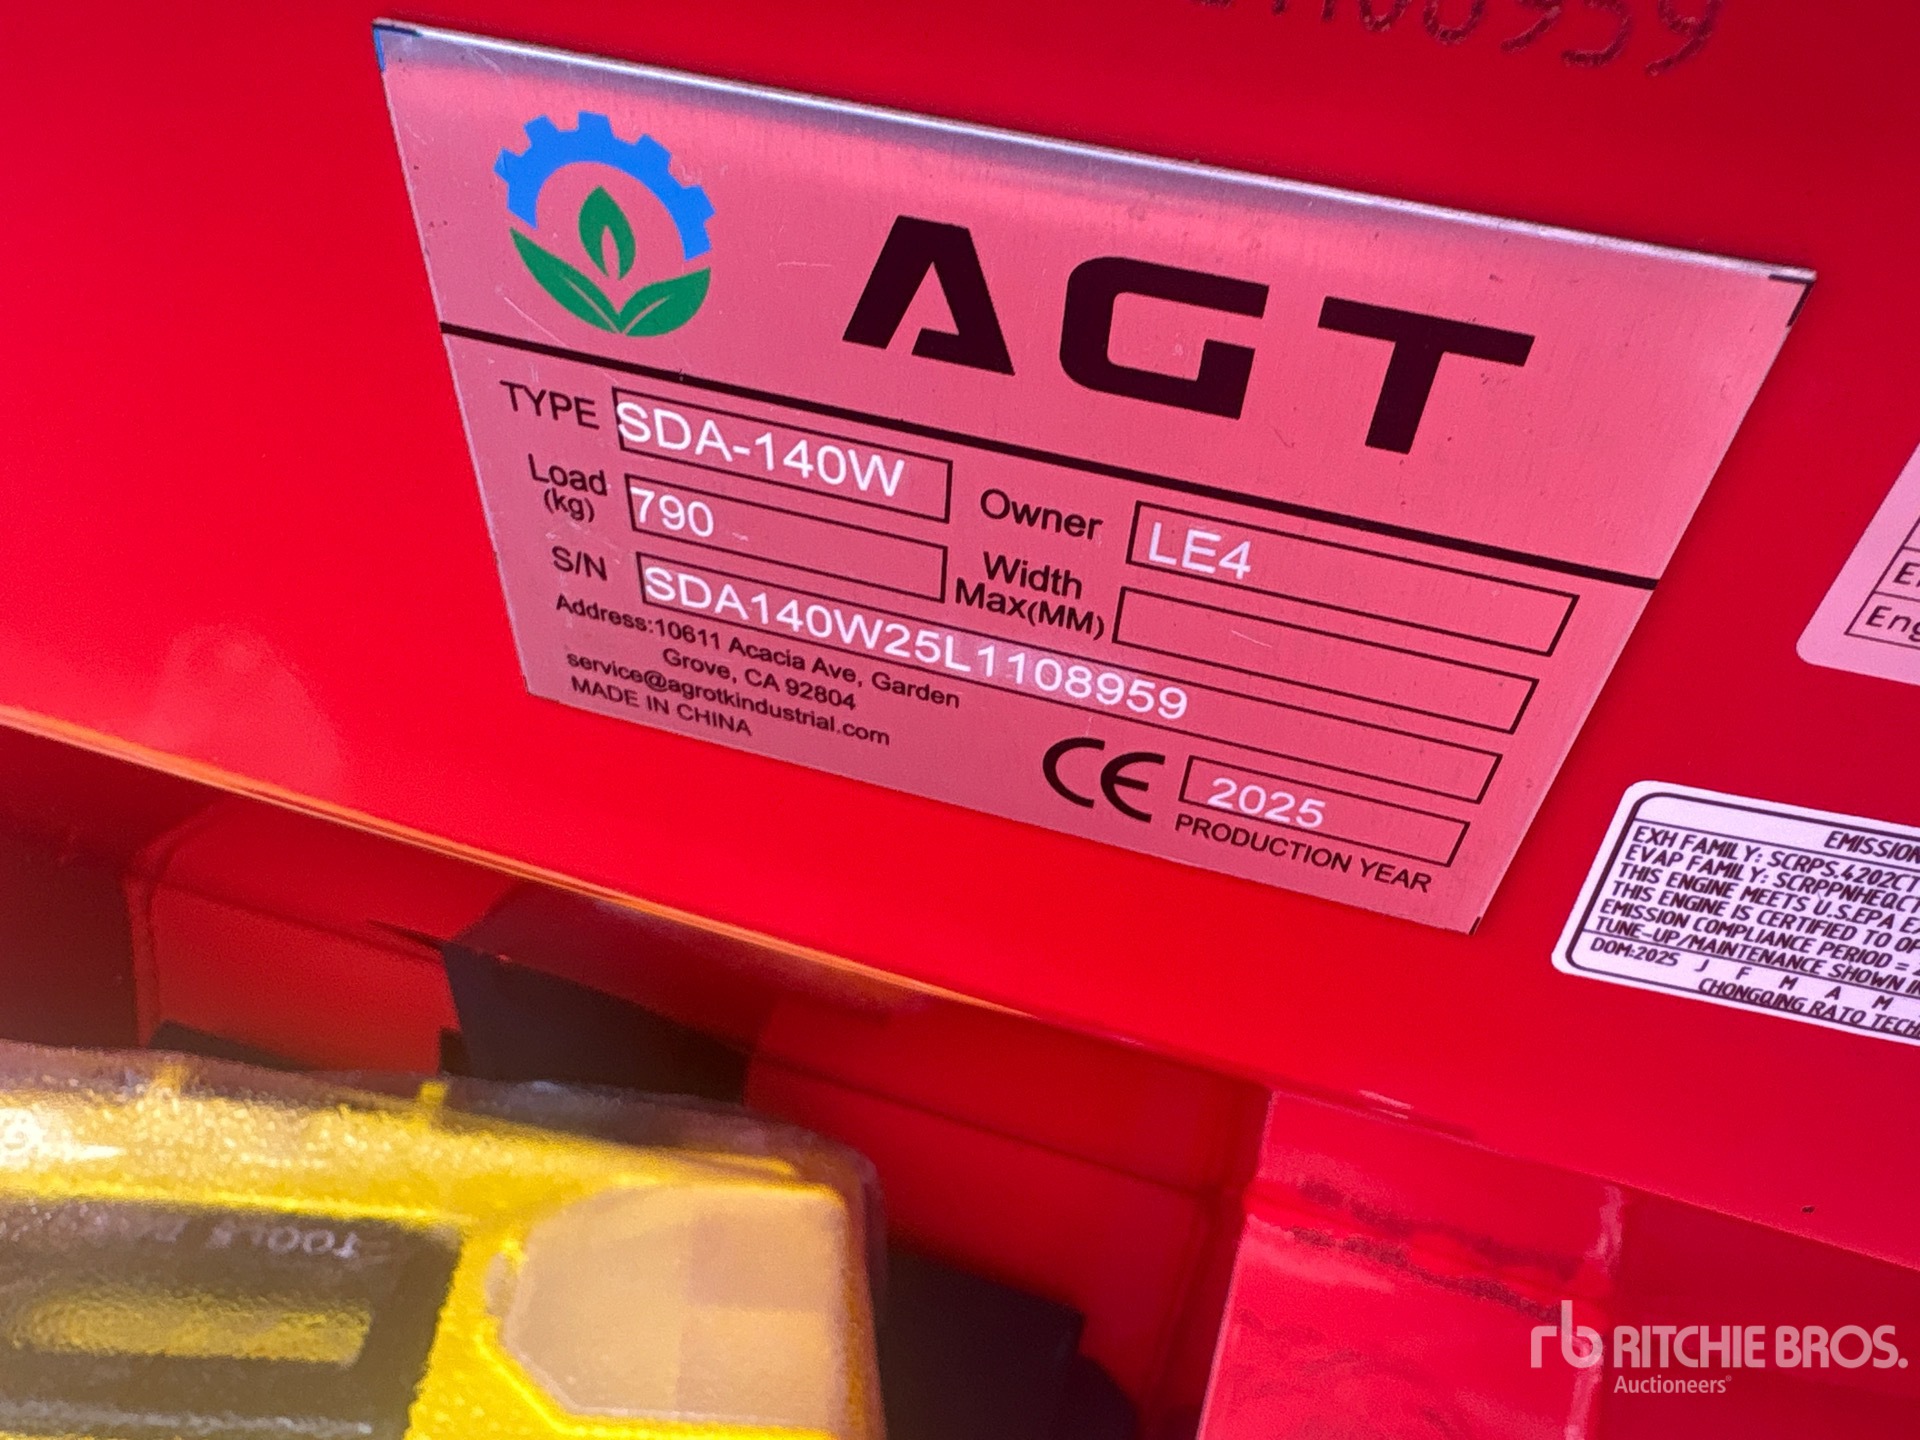 AGT
TYPE SDA-140W
Owner LE4
Load (kg) 790
Width Max(MM)
S/N SDA140W25L1108959
Address:10611 Acacia Ave, Garden
Grove, CA 92804
service@agrotkindustrial.com
MADE IN CHINA
CE 2025
PRODUCTION YEAR
EMISSION
EXH FAMILY: SCRPS.4202CT
EVAP FAMILY: SCRPPNHEQCT
THIS ENGINE MEETS U.S.EPA
THIS ENGINE IS CERTIFIED TO
EMISSION COMPLIANCE PERIOD =
TUNE-UP/MAINTENANCE SHOWN
DOM:2025 J F M A M
CHONGQING RATO TECH
TOOLS
rb RITCHIE BROS.
Auctioneers